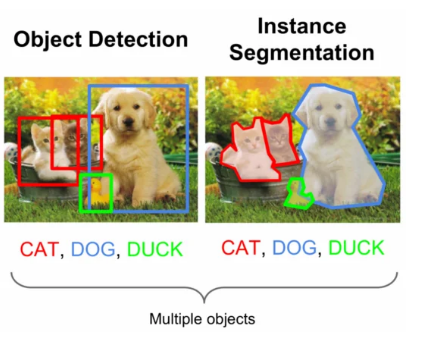 Object Detection
Instance
Segmentation
CAT, DOG, DUCK
CAT, DOG, DUCK
Multiple objects